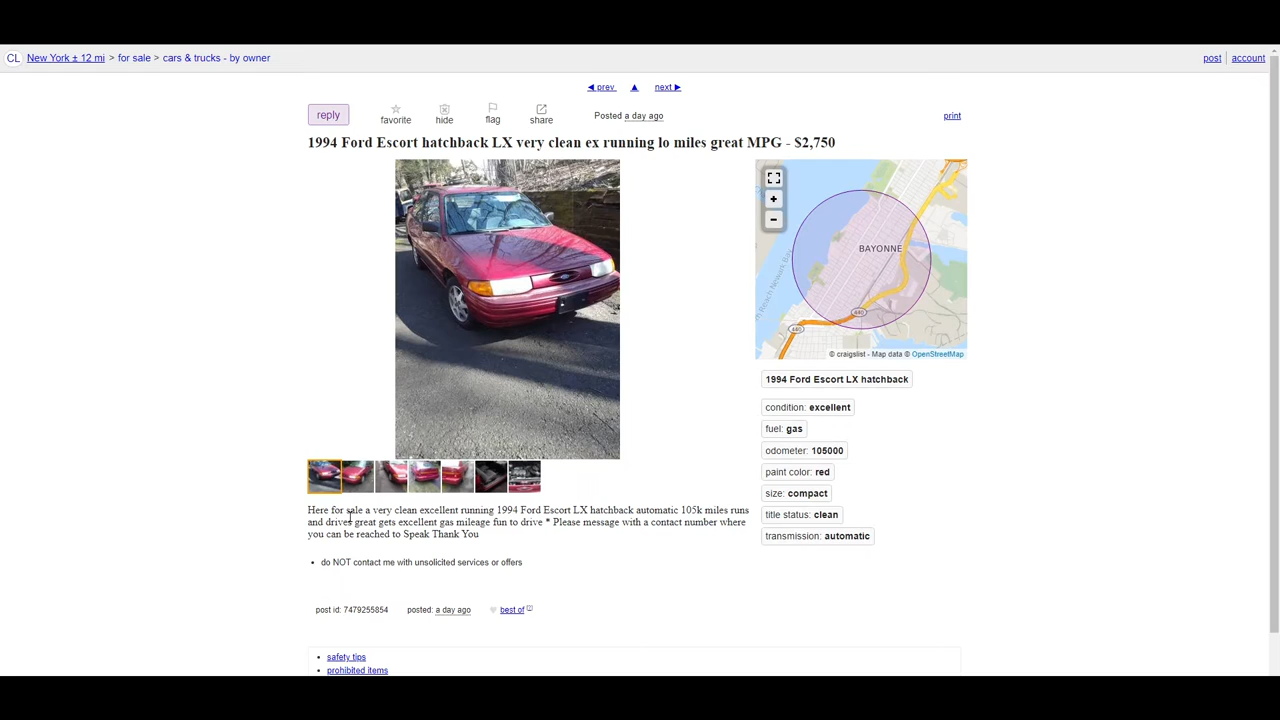 CL New York ± 12 mi > for sale > cars & trucks - by owner
post account
◀ prev ▲ next ▶
reply favorite hide flag share Posted a day ago print
1994 Ford Escort hatchback LX very clean ex running lo miles great MPG - $2,750
+
BAYONNE
−
440
440
© craigslist - Map data © OpenStreetMap
1994 Ford Escort LX hatchback
condition: excellent
fuel: gas
odometer: 105000
paint color: red
size: compact
title status: clean
transmission: automatic
Here for sale a very clean excellent running 1994 Ford Escort LX hatchback automatic 105k miles runs
and drives great gets excellent gas mileage fun to drive * Please message with a contact number where
you can be reached to Speak Thank You
• do NOT contact me with unsolicited services or offers
post id: 7479255854 posted: a day ago ♥ best of [?]
• safety tips
• prohibited items